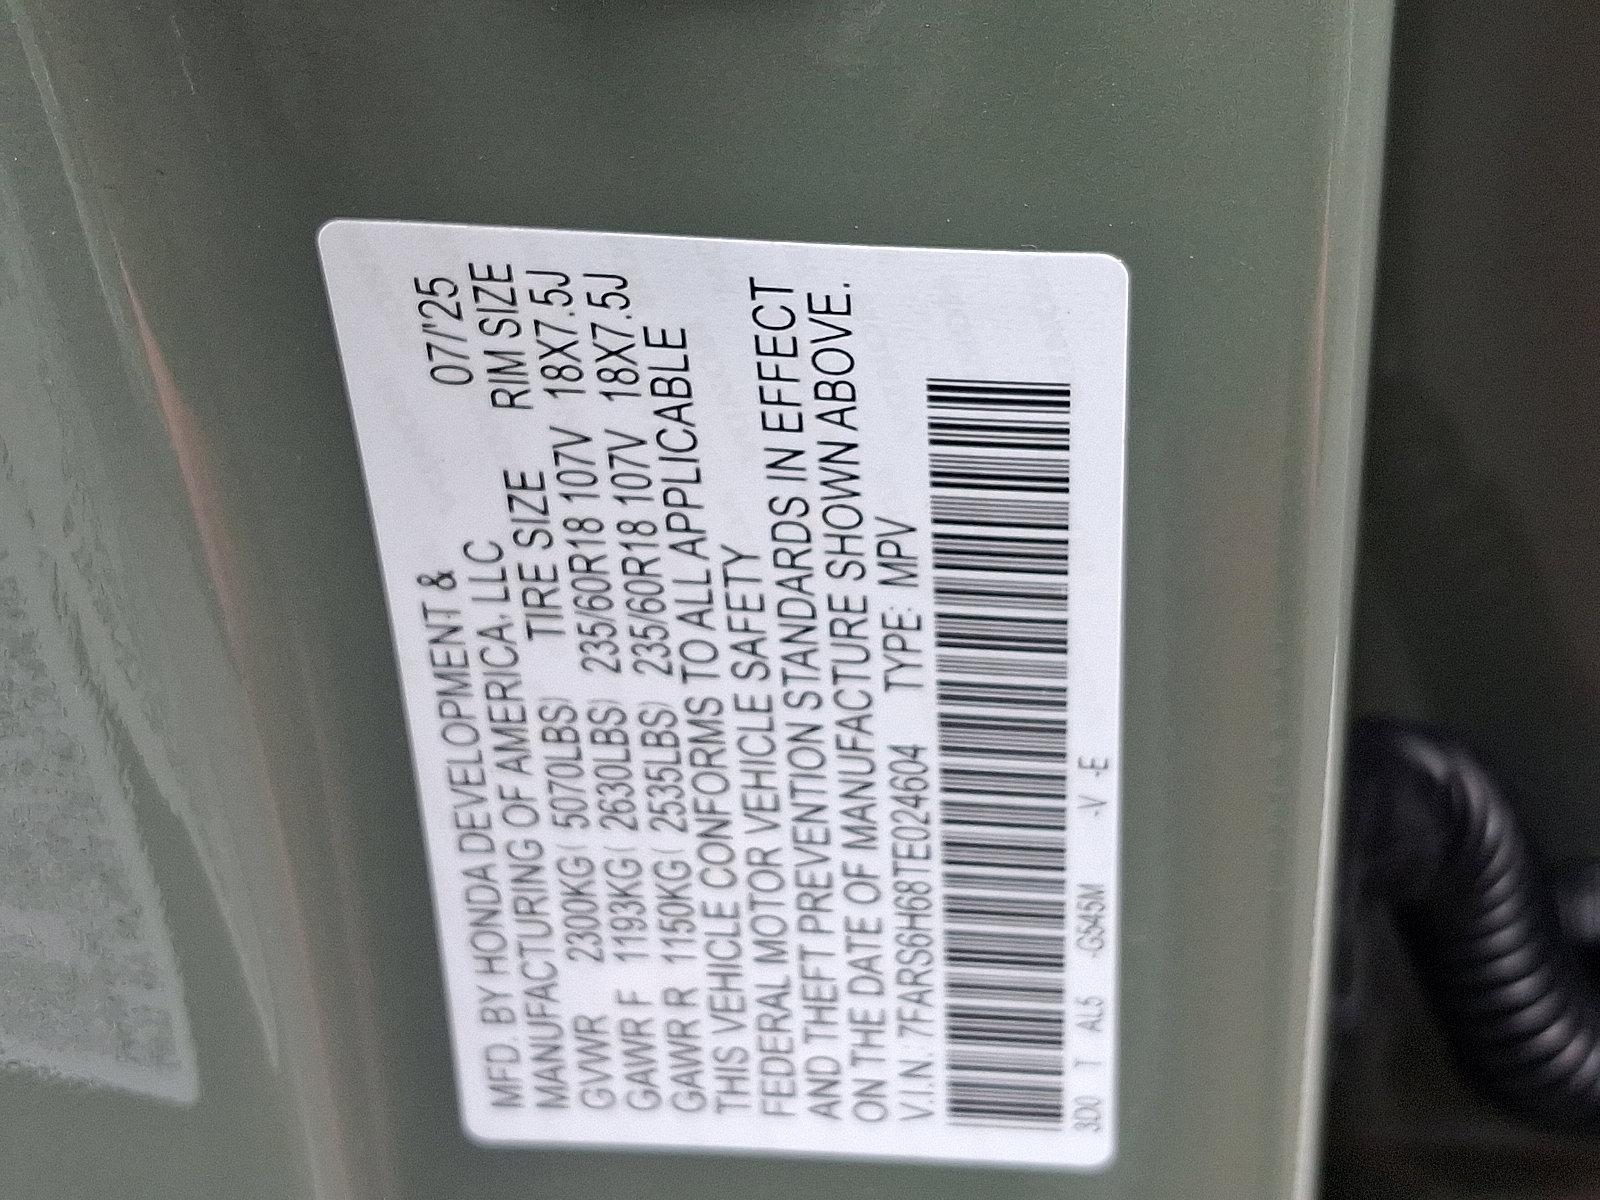 MFD. BY HONDA DEVELOPMENT & 07/'25
MANUFACTURING OF AMERICA, LLC
TIRE SIZE RIM SIZE
GVWR 2300KG( 5070LBS) 235/60R18 107V 18X7.5J
GAWR F 1193KG( 2630LBS) 235/60R18 107V 18X7.5J
GAWR R 1150KG( 2535LBS)
THIS VEHICLE CONFORMS TO ALL APPLICABLE
FEDERAL MOTOR VEHICLE SAFETY
AND THEFT PREVENTION STANDARDS IN EFFECT
ON THE DATE OF MANUFACTURE SHOWN ABOVE.
V.I.N. 7FARS6H68TE024604 TYPE: MPV
3D0 T AL5 -G545M -V -E